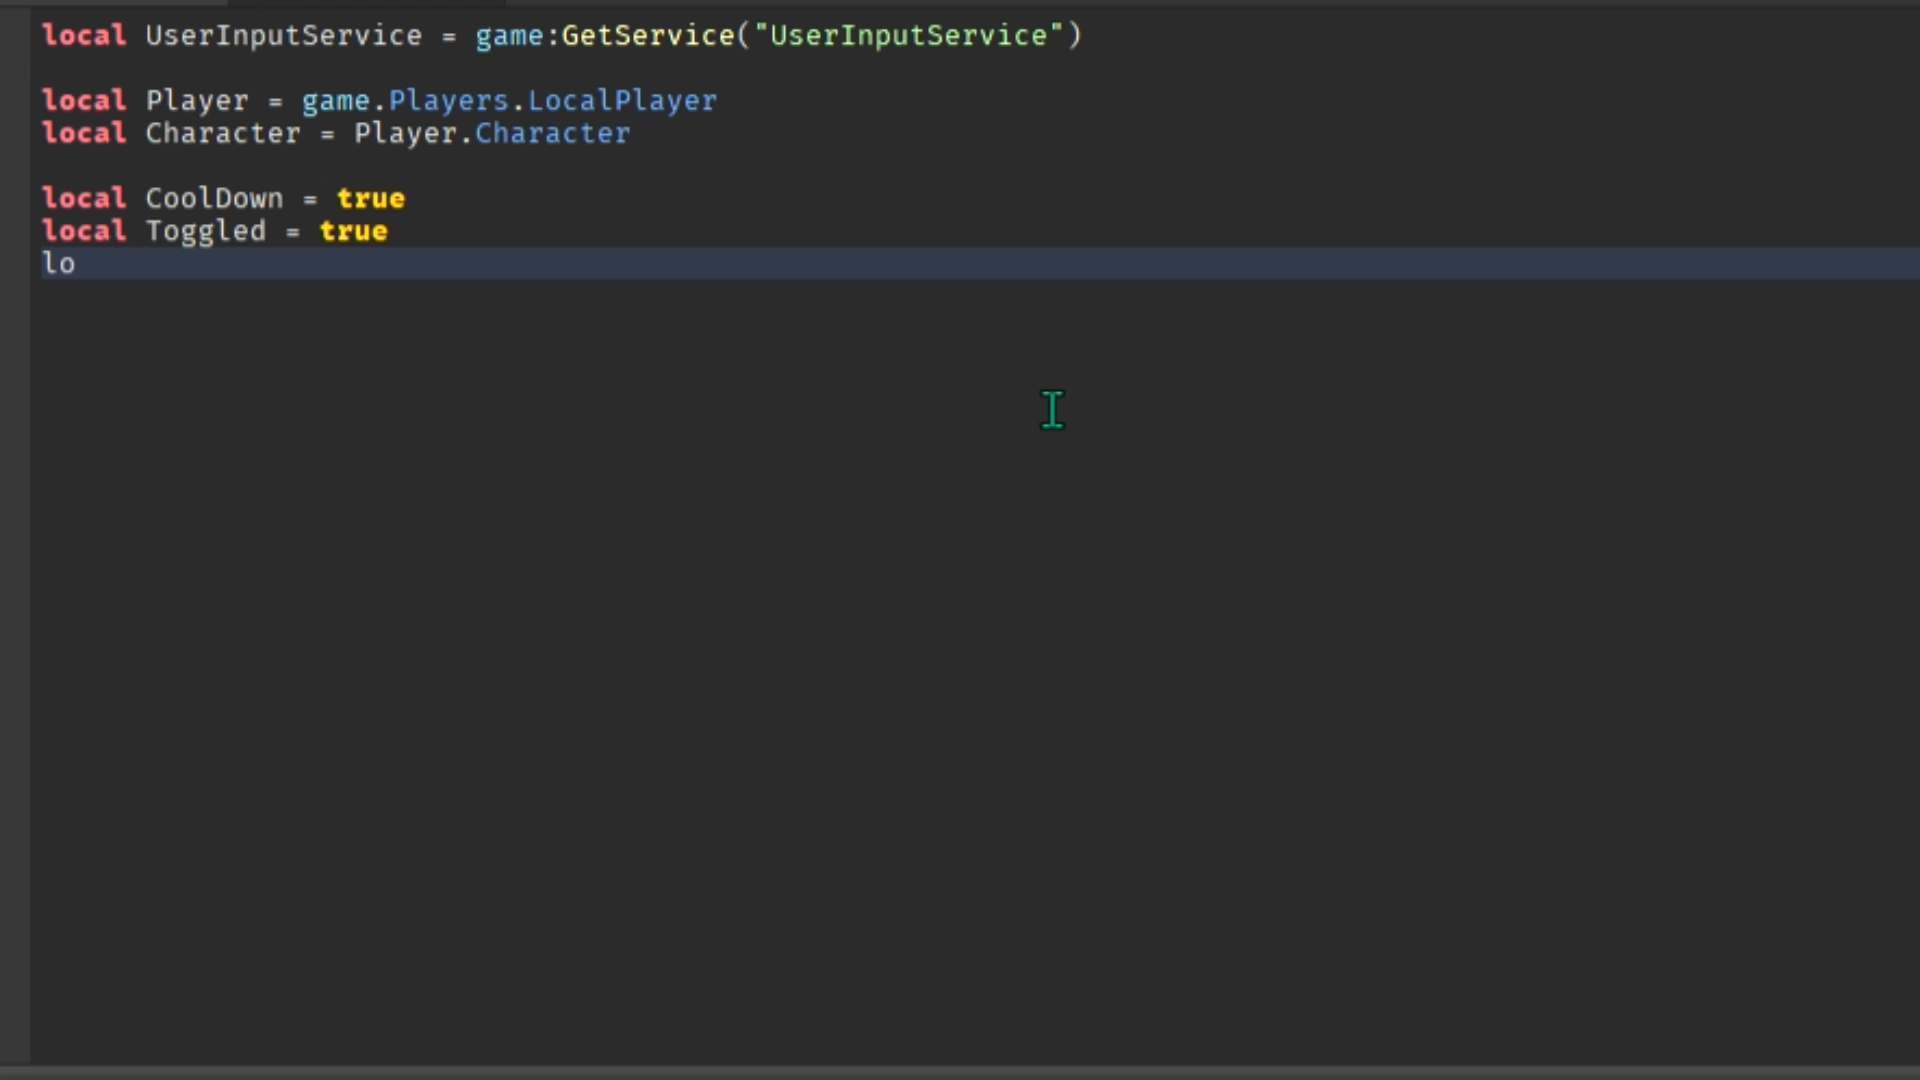 local UserInputService = game:GetService("UserInputService")
local Player = game.Players.LocalPlayer
local Character = Player.Character
local CoolDown = true
local Toggled = true
lo